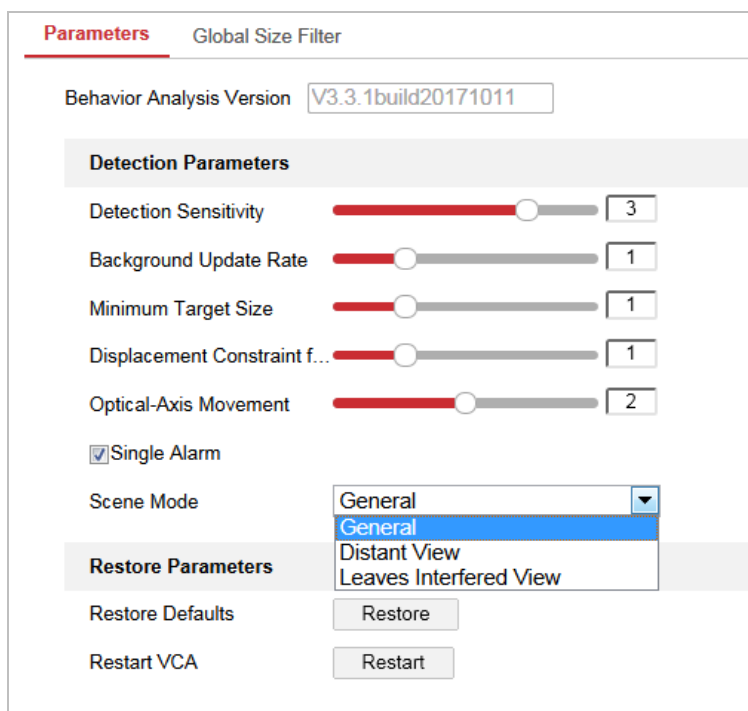 Parameters Global Size Filter
Behavior Analysis Version V3.3.1build20171011
Detection Parameters
Detection Sensitivity 3
Background Update Rate 1
Minimum Target Size 1
Displacement Constraint f... 1
Optical-Axis Movement 2
Single Alarm
Scene Mode General
General
Distant View
Leaves Interfered View
Restore Parameters
Restore Defaults Restore
Restart VCA Restart